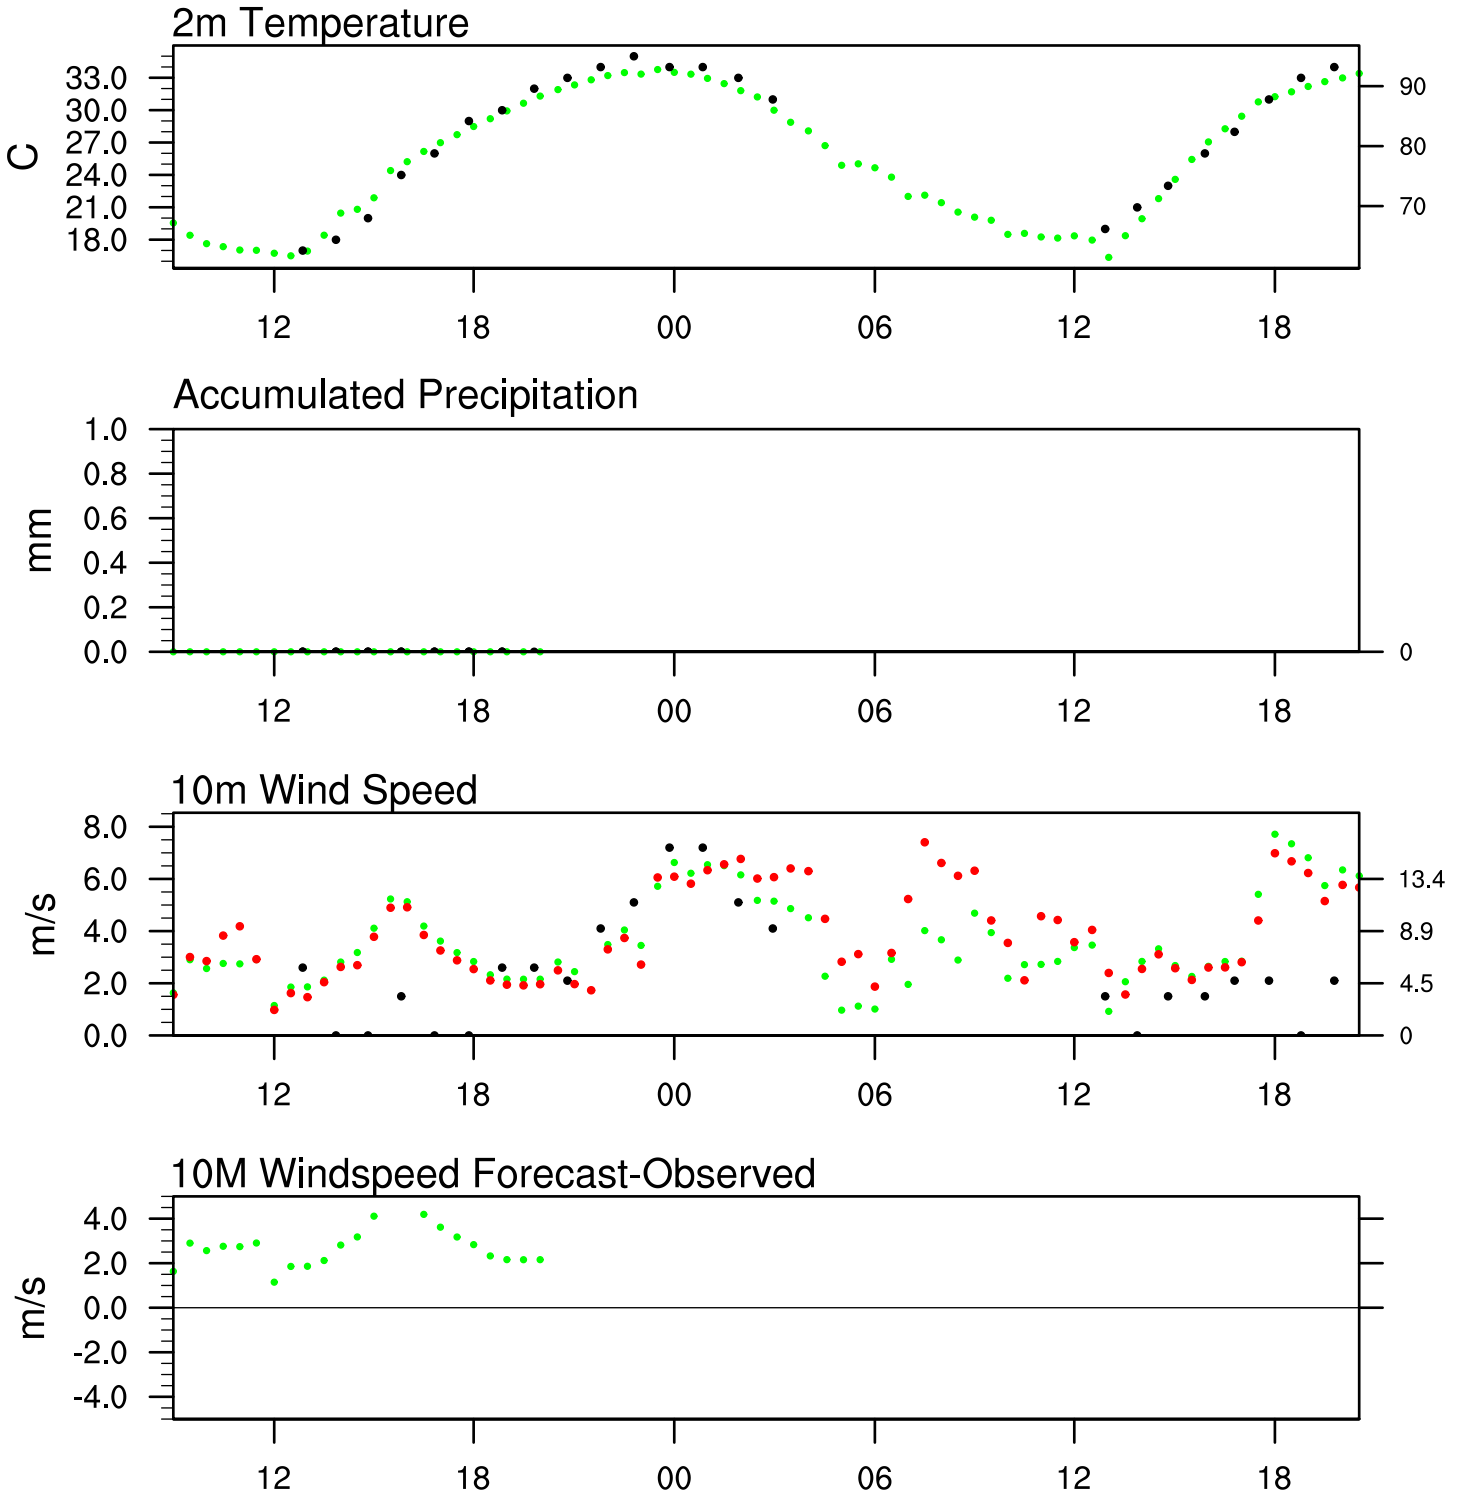 2m Temperature
33.0
30.0
27.0
24.0
21.0
18.0
C
90
80
70
12 18 00 06 12 18
Accumulated Precipitation
1.0
0.8
0.6
0.4
0.2
0.0
mm
0
12 18 00 06 12 18
10m Wind Speed
8.0
6.0
4.0
2.0
0.0
m/s
13.4
8.9
4.5
0
12 18 00 06 12 18
10M Windspeed Forecast-Observed
4.0
2.0
0.0
-2.0
-4.0
m/s
12 18 00 06 12 18